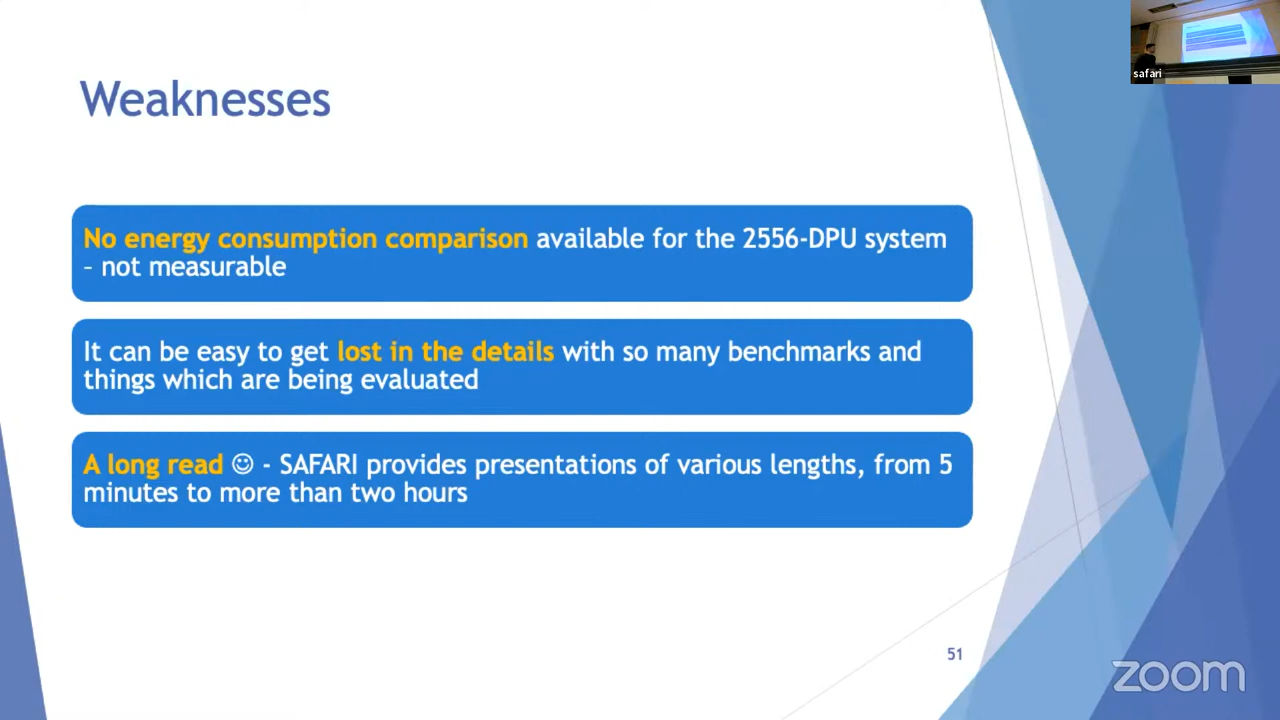 safari
Weaknesses
No energy consumption comparison available for the 2556-DPU system
– not measurable
It can be easy to get lost in the details with so many benchmarks and
things which are being evaluated
A long read ☺ - SAFARI provides presentations of various lengths, from 5
minutes to more than two hours
51
zoom